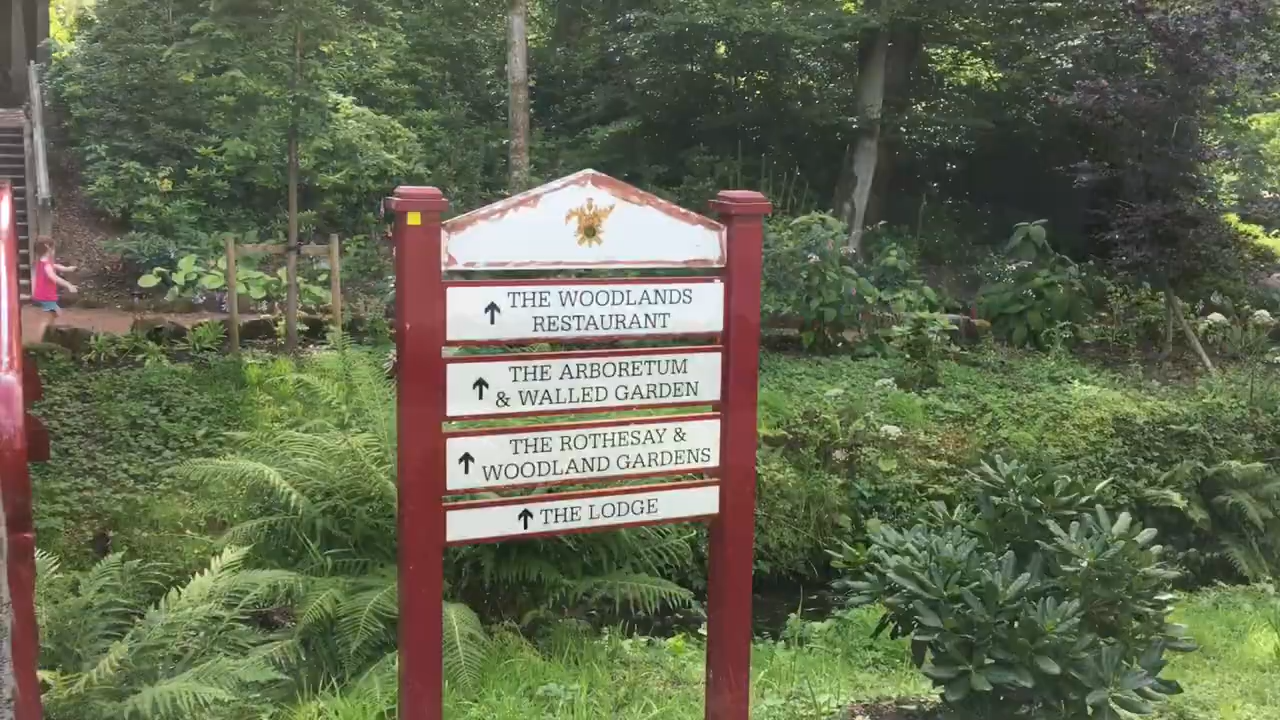 THE WOODLANDS
RESTAURANT
THE ARBORETUM
& WALLED GARDEN
THE ROTHESAY &
WOODLAND GARDENS
THE LODGE